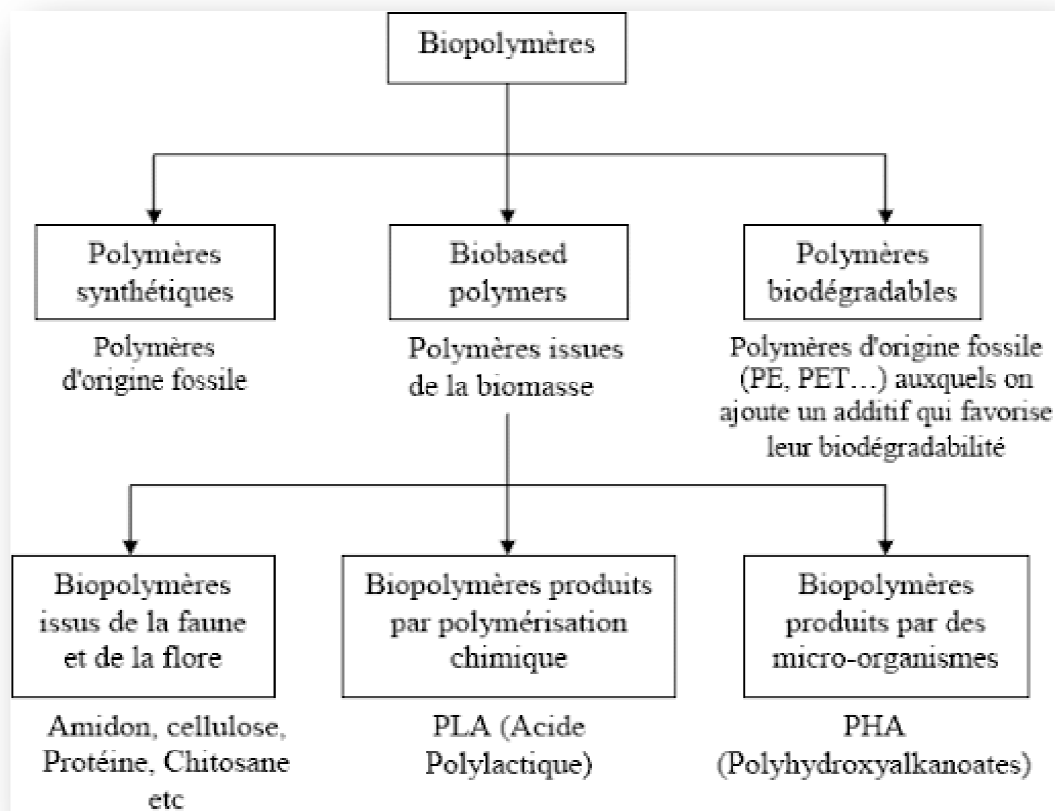 Biopolymères
Polymères
synthétiques
Polymères
d'origine fossile
Biobased
polymers
Polymères issues
de la biomasse
Polymères
biodégradables
Polymères d'origine fossile
(PE, PET...) auxquels on
ajoute un additif qui favorise
leur biodégradabilité
Biopolymères
issus de la faune
et de la flore
Amidon, cellulose,
Protéine, Chitosane
etc
Biopolymères produits
par polymérisation
chimique
PLA (Acide
Polylactique)
Biopolymères
produits par des
micro-organismes
PHA
(Polyhydroxyalkanoates)